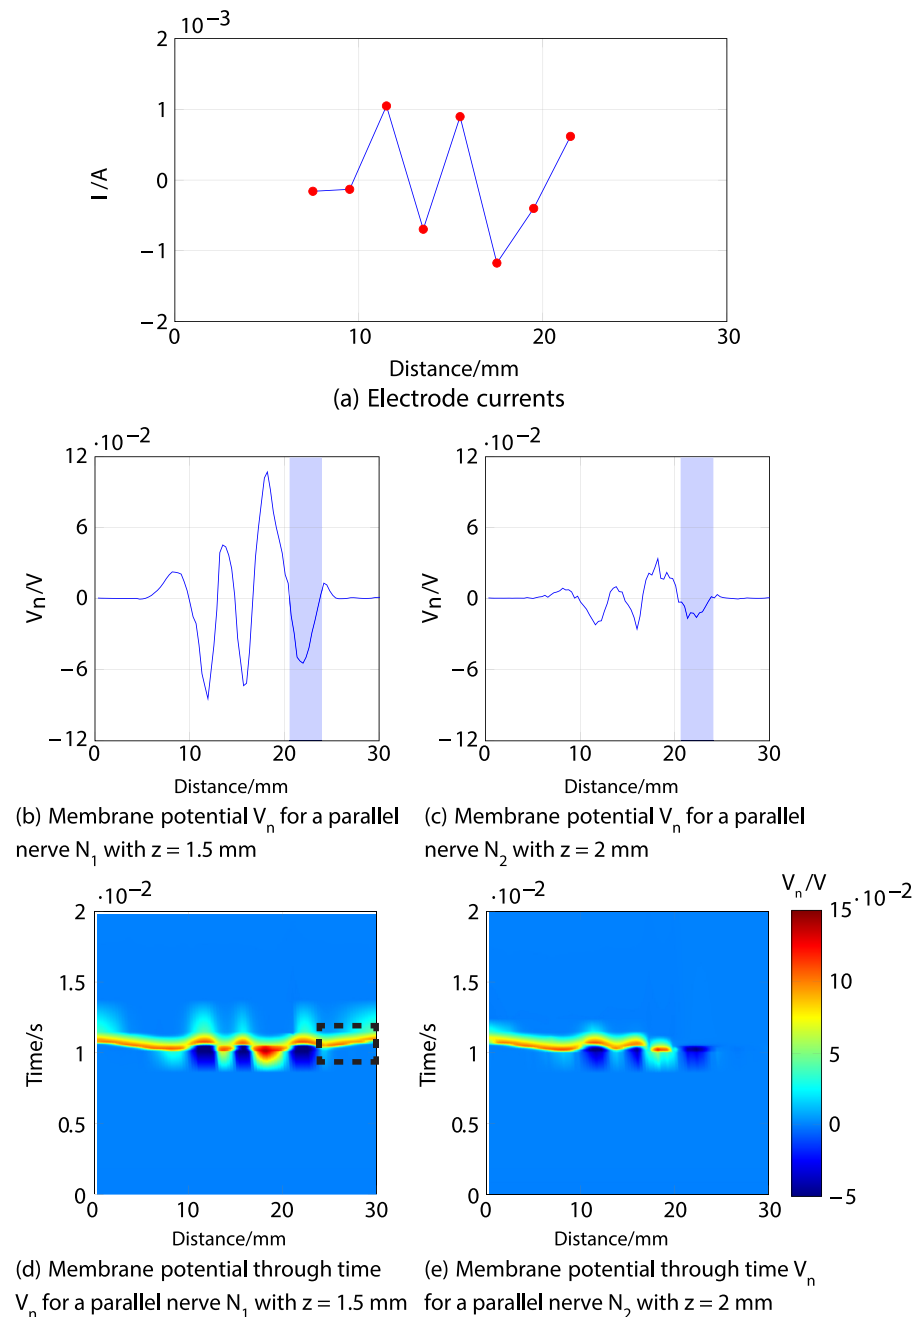 ·10−3
2
1
0
−1
−2
I /A
0 10 20 30
Distance/mm
(a) Electrode currents
·10−2 ·10−2
12 12
6 6
0 0
−6 −6
−12 −12
Vn/V Vn/V
0 10 20 30 0 10 20 30
Distance/mm Distance/mm
(b) Membrane potential Vn for a parallel
nerve N1 with z = 1.5 mm
(c) Membrane potential Vn for a parallel
nerve N2 with z = 2 mm
·10−2 Vn/V
2 2 15 ·10−2
1.5 1.5 10
1 1 5
0.5 0.5 0
0 0 −5
Time/s Time/s
0 10 20 30 0 10 20 30
Distance/mm Distance/mm
(d) Membrane potential through time
Vn for a parallel nerve N1 with z = 1.5 mm
(e) Membrane potential through time Vn
for a parallel nerve N2 with z = 2 mm